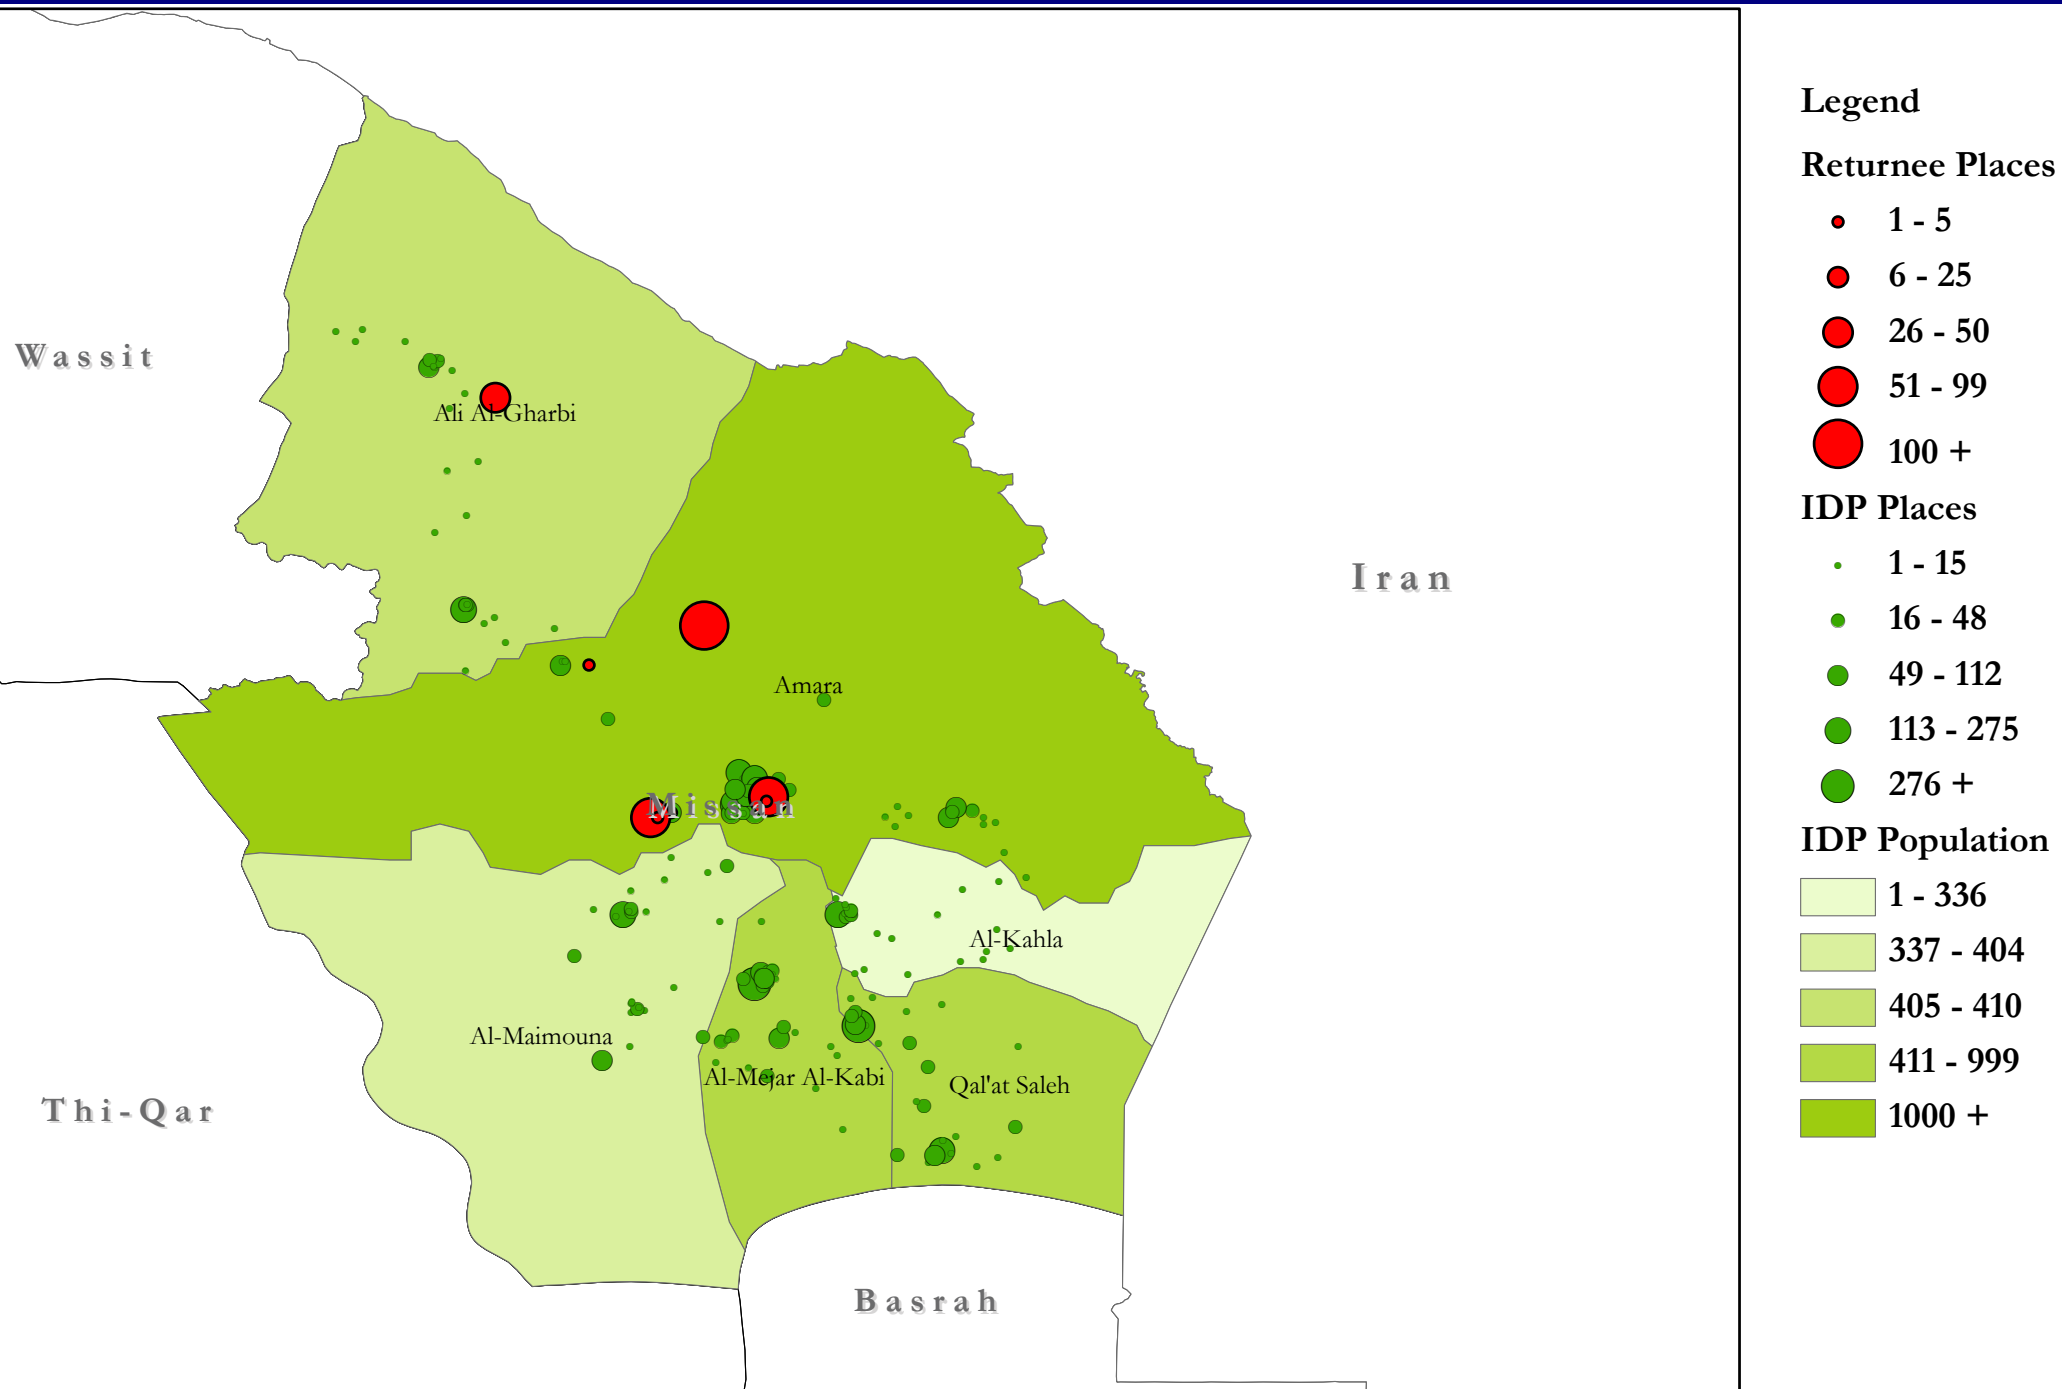 Legend
Returnee Places
1 - 5
6 - 25
26 - 50
51 - 99
100 +
IDP Places
1 - 15
16 - 48
49 - 112
113 - 275
276 +
IDP Population
1 - 336
337 - 404
405 - 410
411 - 999
1000 +
Wassit
Ali Al-Gharbi
Iran
Amara
Missan
Al-Kahla
Al-Maimouna
Al-Mejar Al-Kabi
Qal'at Saleh
Thi-Qar
Basrah